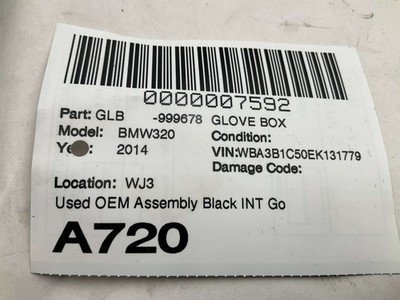 0000007592
Part: GLB -999678 GLOVE BOX
Model: BMW320 Condition:
2014 VIN:WBA3B1C50EK131779
Damage Code:
Location: WJ3
Used OEM Assembly Black INT Go
A720